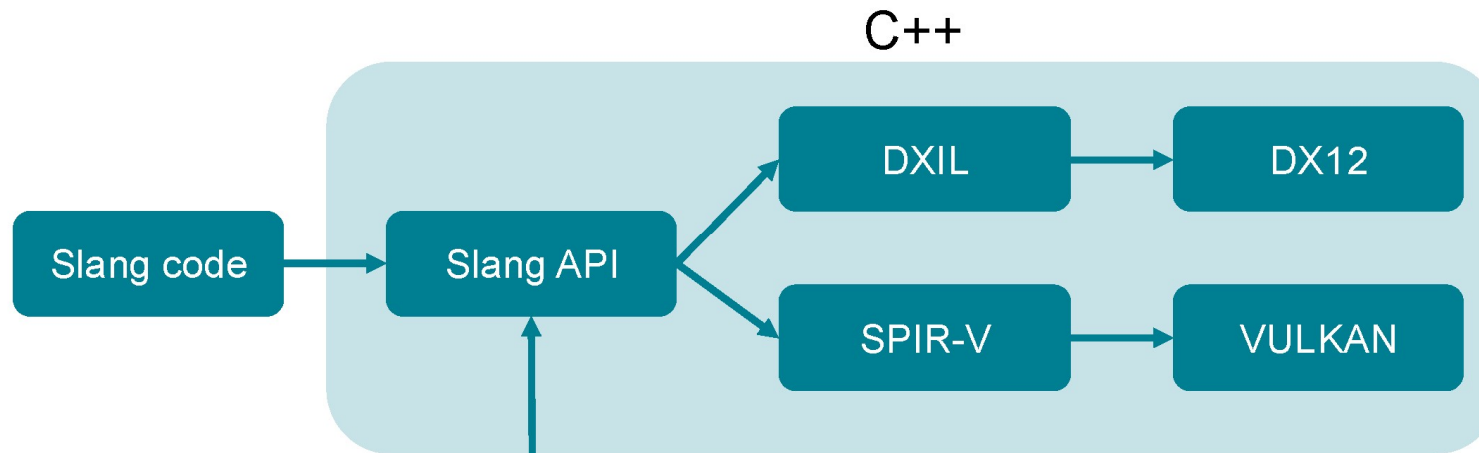 C++
DXIL
DX12
Slang code
Slang API
SPIR-V
VULKAN